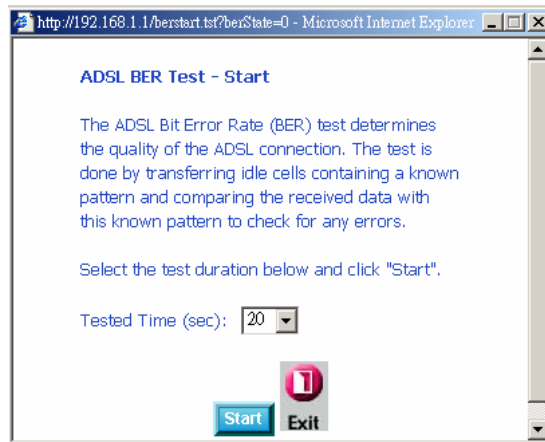 http://192.168.1.1/berstart.tst?berState=0 - Microsoft Internet Explorer
ADSL BER Test - Start
The ADSL Bit Error Rate (BER) test determines
the quality of the ADSL connection. The test is
done by transferring idle cells containing a known
pattern and comparing the received data with
this known pattern to check for any errors.
Select the test duration below and click "Start".
Tested Time (sec): 20
Start Exit